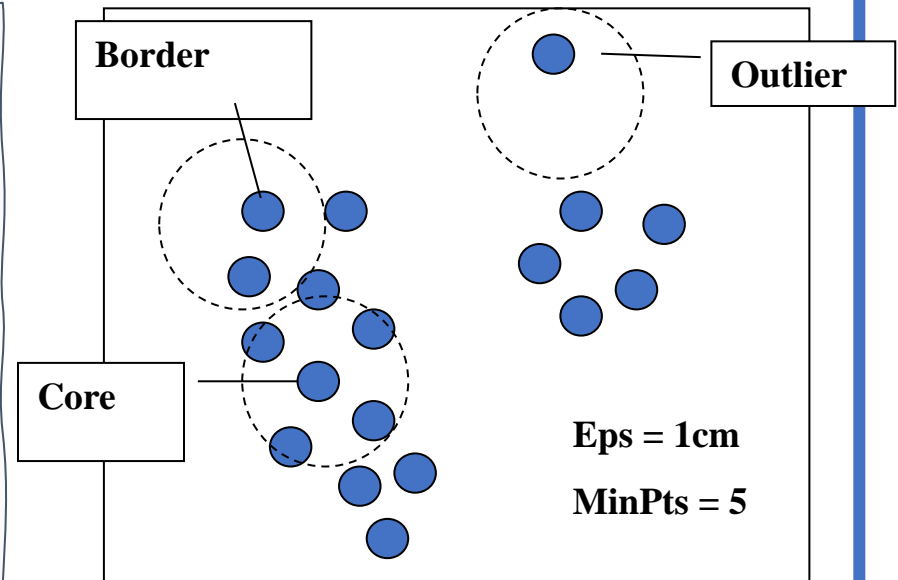 Border
Outlier
Core
Eps = 1cm
MinPts = 5